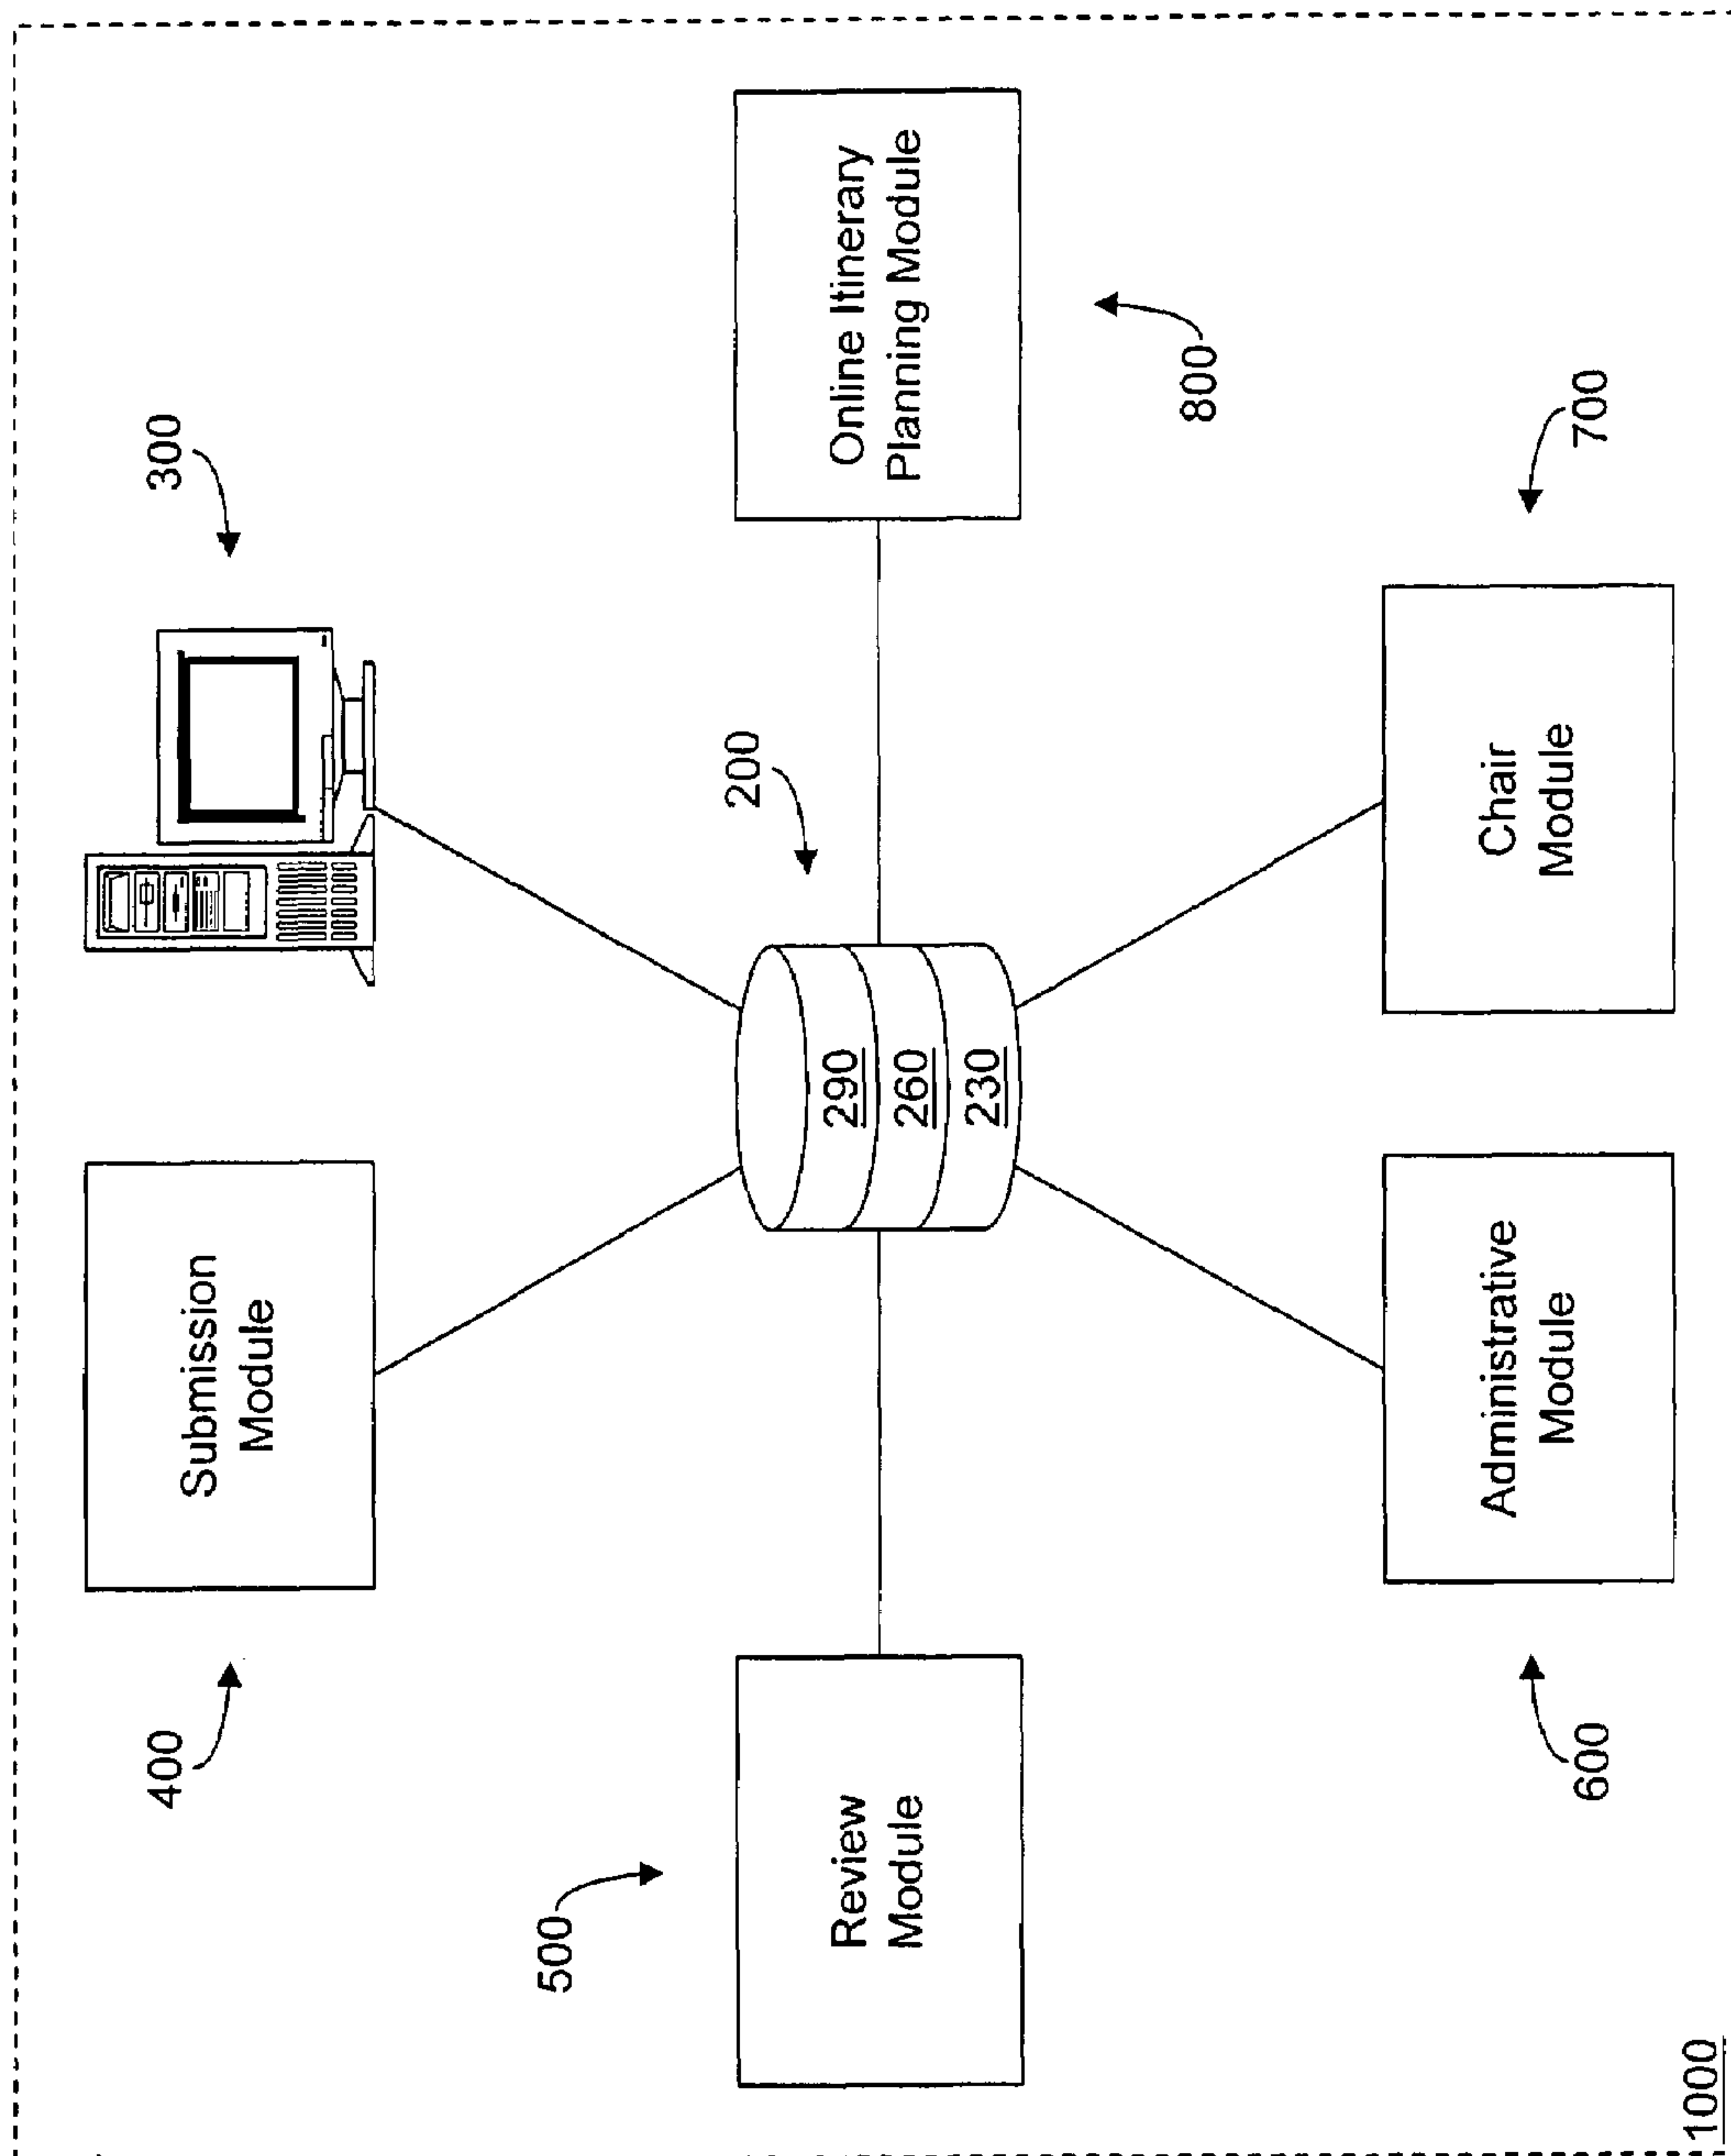 400
300
Submission
Module
500
200
Review
Module
290
260
230
Online Itinerary
Planning Module
800
Administrative
Module
Chair
Module
600
700
1000